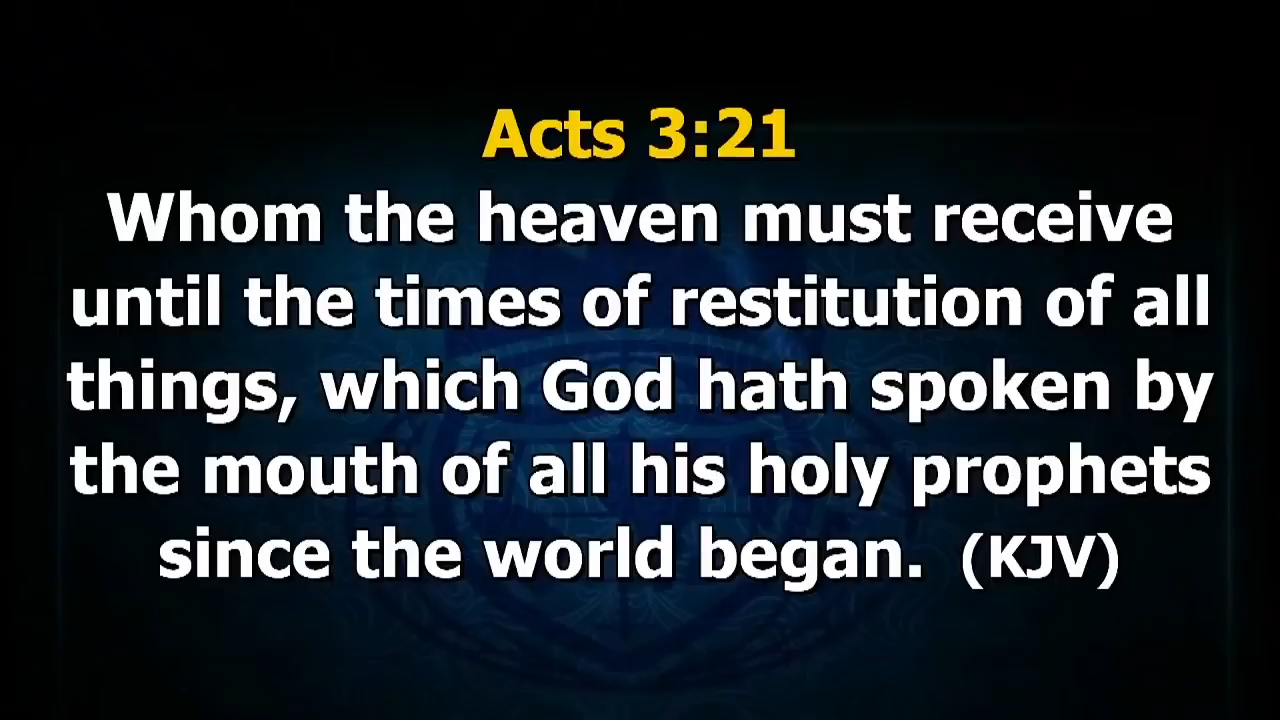 Acts 3:21
Whom the heaven must receive
until the times of restitution of all
things, which God hath spoken by
the mouth of all his holy prophets
since the world began. (KJV)